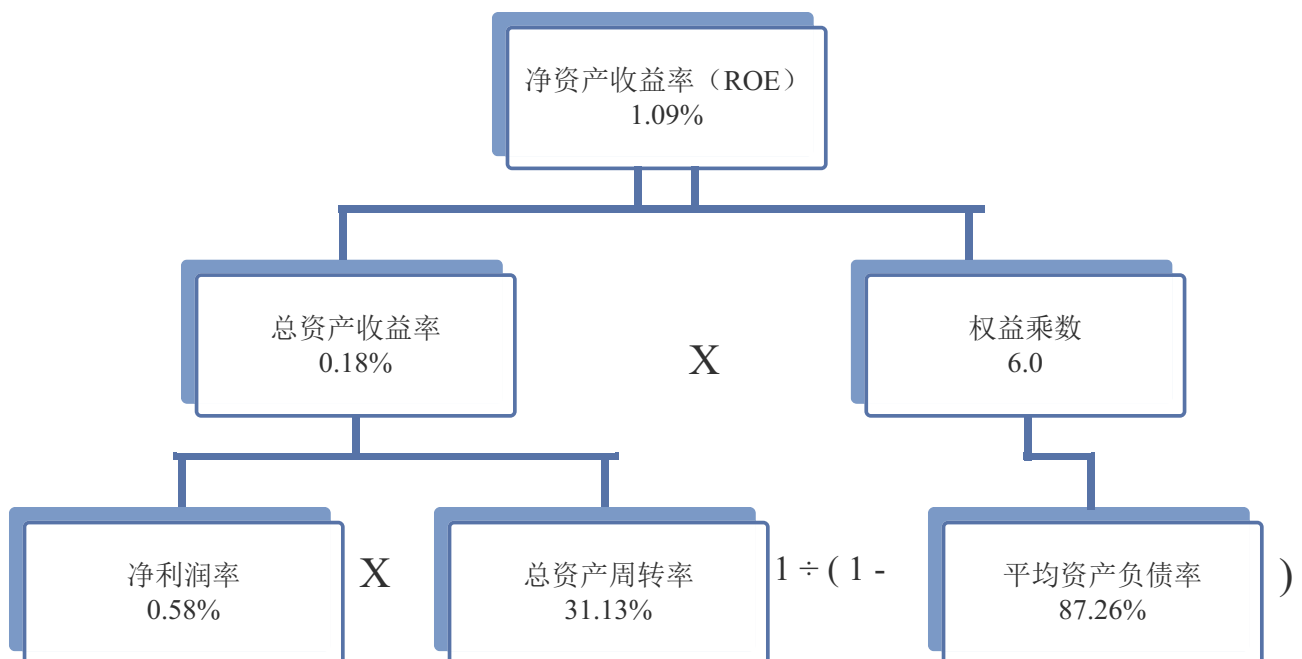 净资产收益率（ROE）
1.09%
总资产收益率
0.18%
X
权益乘数
6.0
净利润率
0.58%
X
总资产周转率
31.13%
1 ÷ ( 1 -
平均资产负债率
87.26%
)